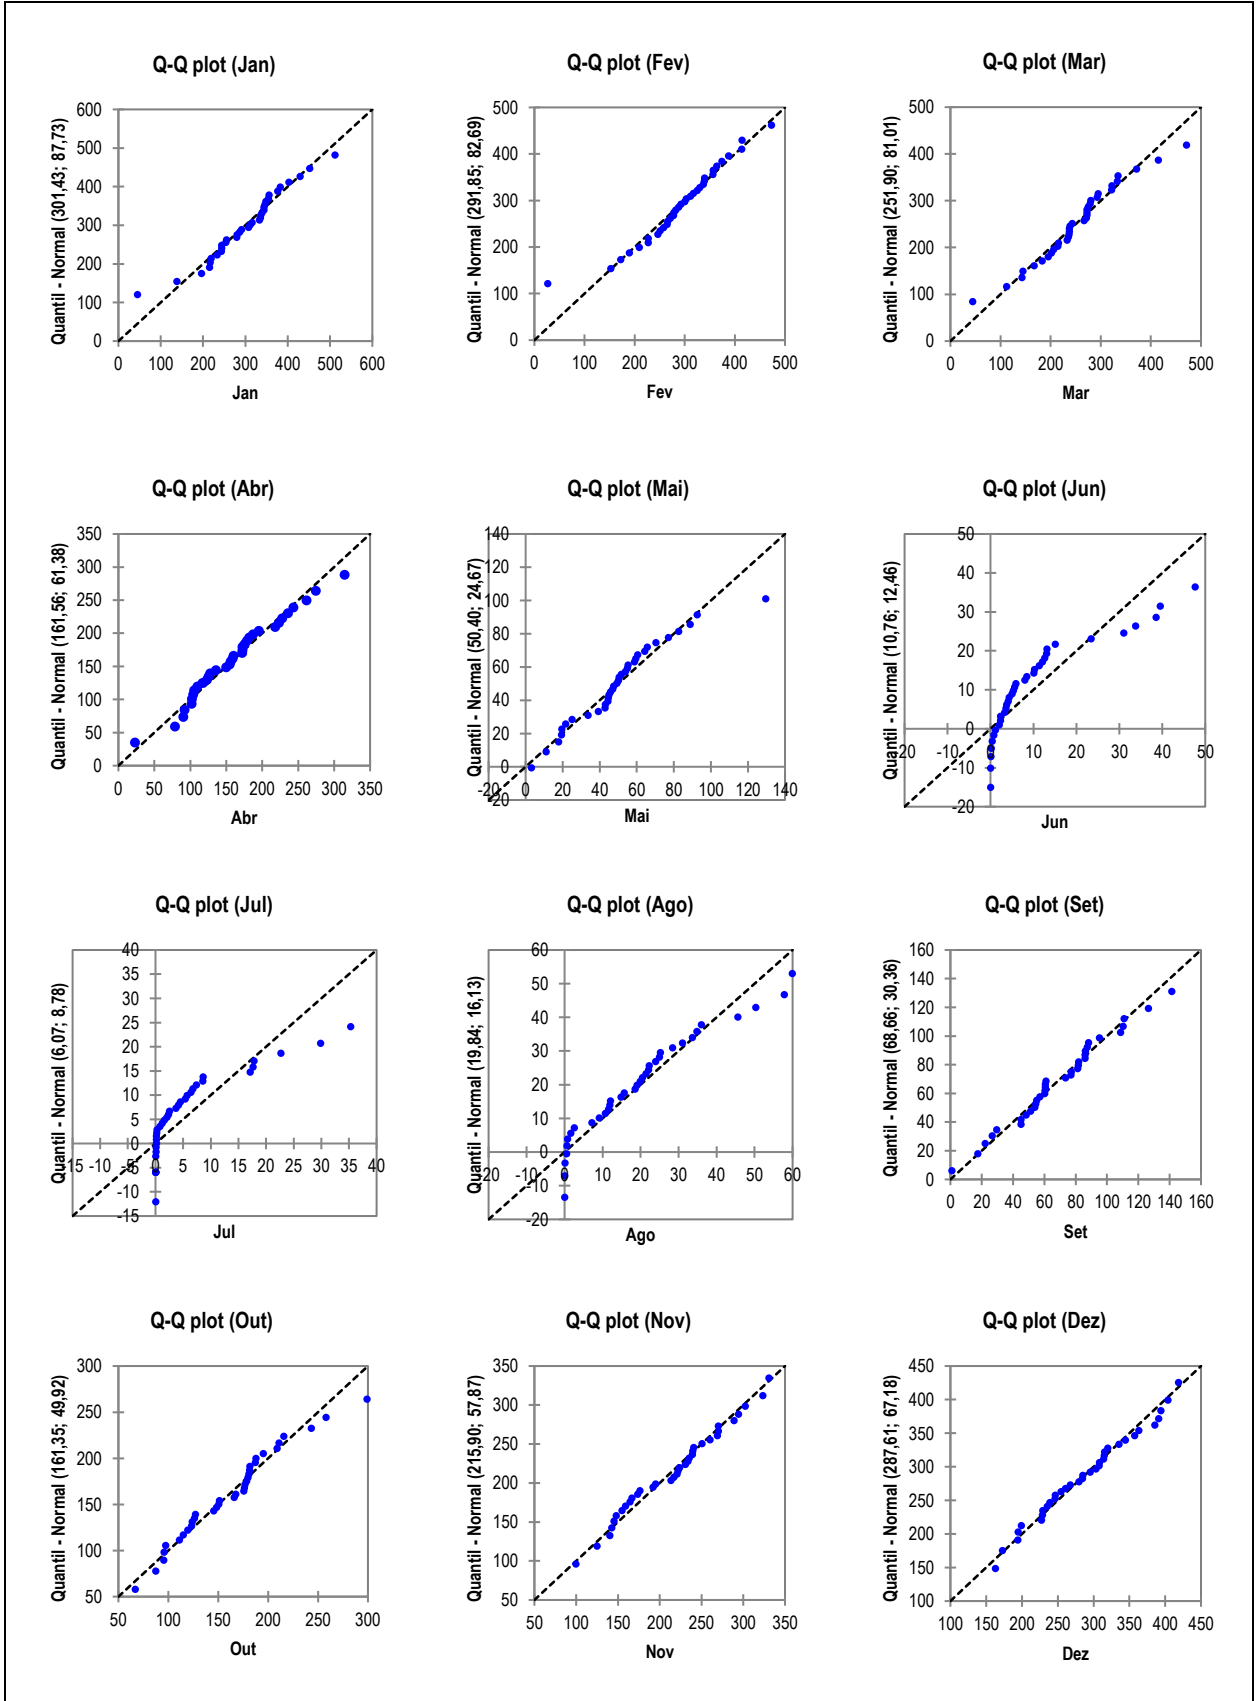 Q-Q plot (Jan)
Quantil - Normal (301,43; 87,73)
600
500
400
300
200
100
0
0 100 200 300 400 500 600
Jan
Q-Q plot (Fev)
Quantil - Normal (291,85; 82,69)
500
400
300
200
100
0
0 100 200 300 400 500
Fev
Q-Q plot (Mar)
Quantil - Normal (251,90; 81,01)
500
400
300
200
100
0
0 100 200 300 400 500
Mar
Q-Q plot (Abr)
Quantil - Normal (161,56; 61,38)
350
300
250
200
150
100
50
0
0 50 100 150 200 250 300 350
Abr
Q-Q plot (Mai)
Quantil - Normal (50,40; 24,67)
140
120
100
80
60
40
20
0
-20
-20 0 20 40 60 80 100 120 140
Mai
Q-Q plot (Jun)
Quantil - Normal (10,76; 12,46)
50
40
30
20
10
0
-10
-20
-20 -10 0 10 20 30 40 50
Jun
Q-Q plot (Jul)
Quantil - Normal (6,07; 8,78)
40
35
30
25
20
15
10
5
0
-5
-10
-15
-15 -10 -5 0 5 10 15 20 25 30 35 40
Jul
Q-Q plot (Ago)
Quantil - Normal (19,84; 16,13)
60
50
40
30
20
10
0
-10
-20
-20 0 10 20 30 40 50 60
Ago
Q-Q plot (Set)
Quantil - Normal (68,66; 30,36)
160
140
120
100
80
60
40
20
0
0 20 40 60 80 100 120 140 160
Set
Q-Q plot (Out)
Quantil - Normal (161,35; 49,92)
300
250
200
150
100
50
50 100 150 200 250 300
Out
Q-Q plot (Nov)
Quantil - Normal (215,90; 57,87)
350
300
250
200
150
100
50
50 100 150 200 250 300 350
Nov
Q-Q plot (Dez)
Quantil - Normal (287,61; 67,18)
450
400
350
300
250
200
150
100
100 150 200 250 300 350 400 450
Dez